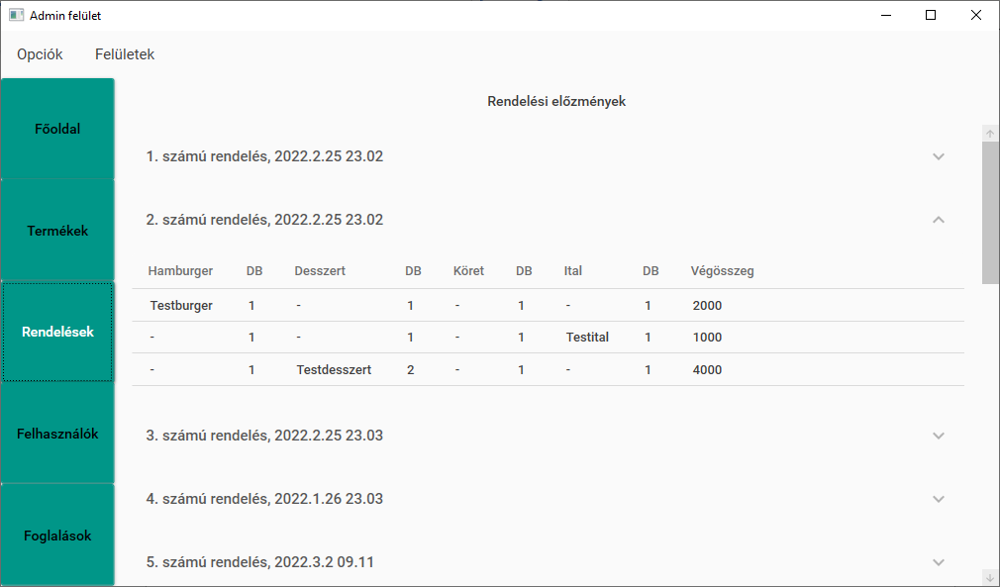 Admin felület
Opciók Felületek
Főoldal
Termékek
Rendelések
Felhasználók
Foglalások
Rendelési előzmények
1. számú rendelés, 2022.2.25 23.02
2. számú rendelés, 2022.2.25 23.02
Hamburger DB Desszert DB Köret DB Ital DB Végösszeg
Testburger 1 - 1 - 1 - 1 2000
- 1 - 1 - 1 Testital 1 1000
- 1 Testdesszert 2 - 1 - 1 4000
3. számú rendelés, 2022.2.25 23.03
4. számú rendelés, 2022.1.26 23.03
5. számú rendelés, 2022.3.2 09.11